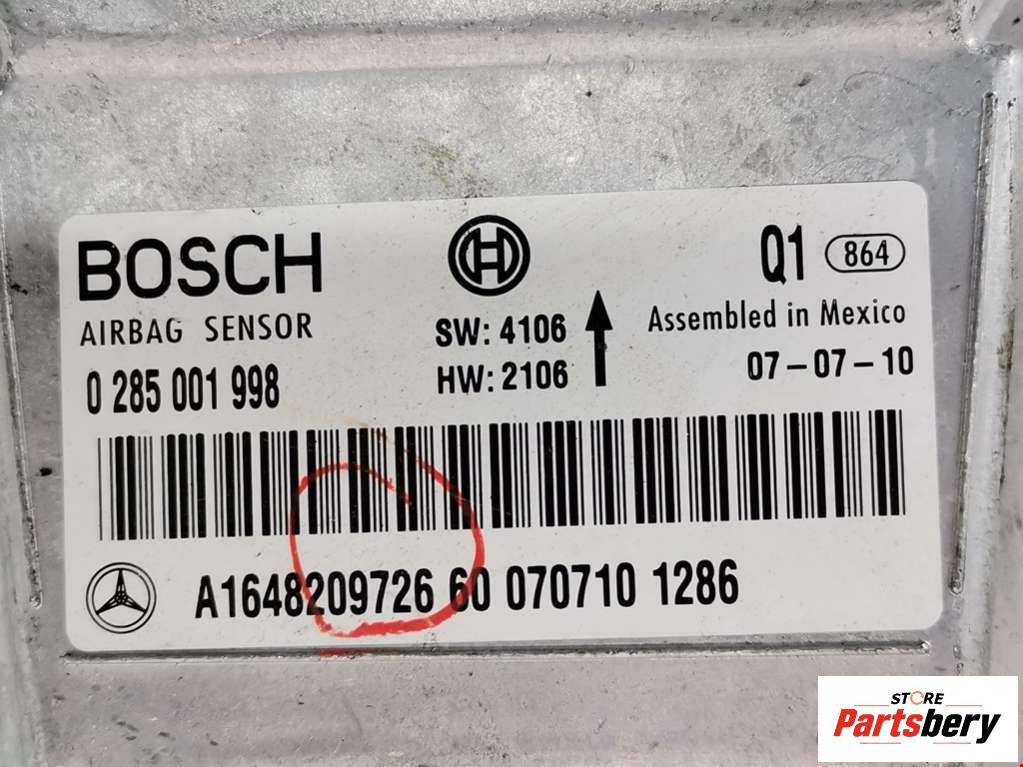 BOSCH
Q1 864
AIRBAG SENSOR
SW: 4106
Assembled in Mexico
0 285 001 998
HW: 2106
07-07-10
A1648209726 60 070710 1286
STORE
Partsbery